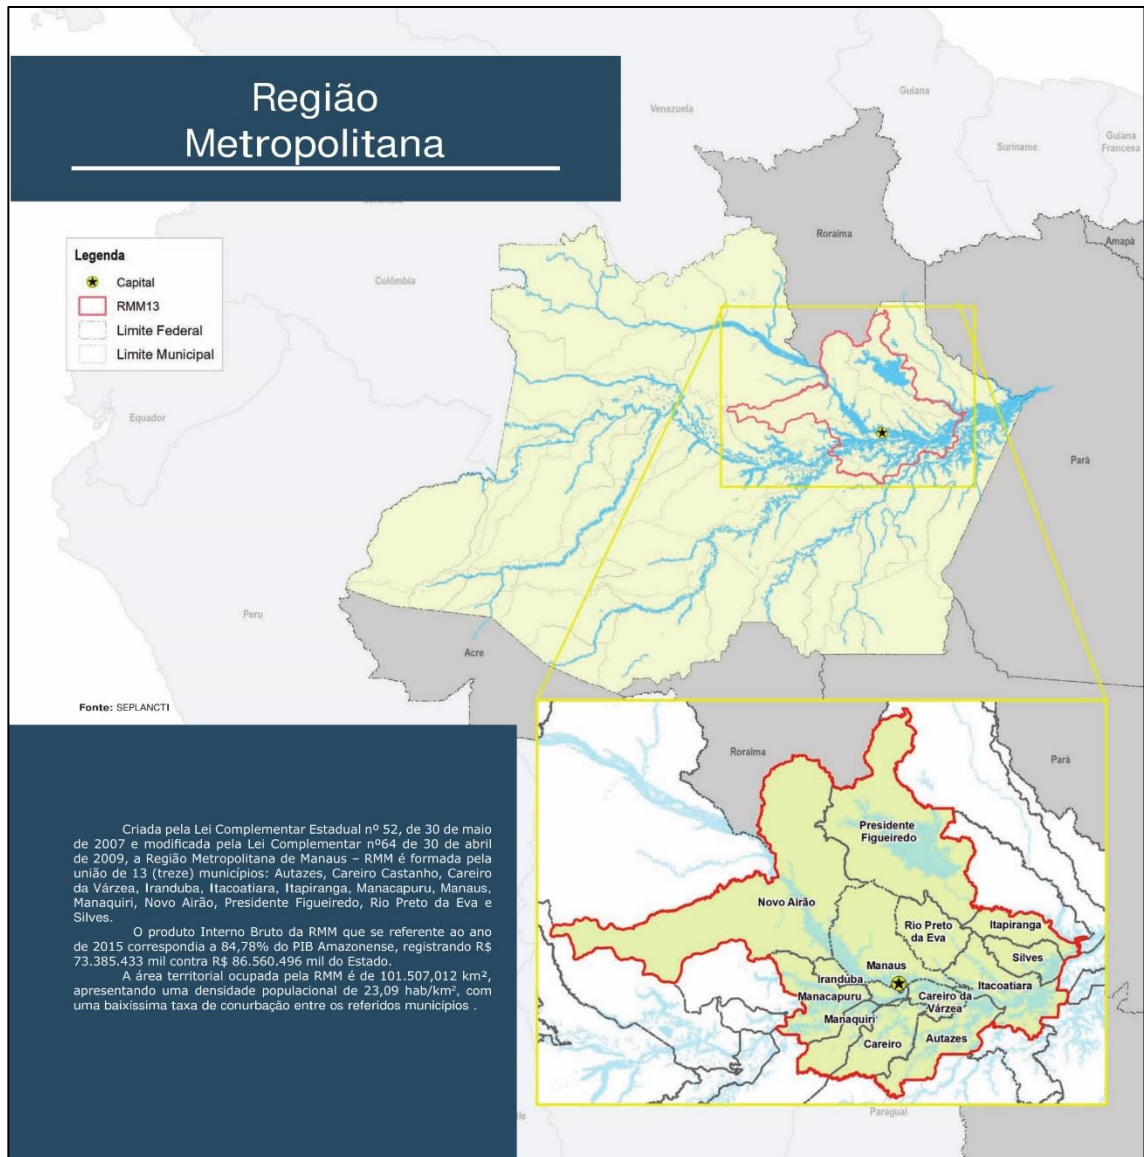 Região
Metropolitana
Venezuela
Guiana
Suriname
Guiana
Francesa
Roraima
Amapà
Legenda
Capital
RMM13
Limite Federal
Limite Municipal
Colômbia
Equador
Pará
Peru
Acre
Fonte: SEPLANCTI
Roraima
Pará
Presidente
Figueiredo
Novo Airão
Rio Preto
da Eva
Itapiranga
Silves
Manaus
Iranduba
Itacoatiara
Manacapuru
Careiro da
Várzea
Manaquiri
Careiro
Autazes
Paraguai
Criada pela Lei Complementar Estadual nº 52, de 30 de maio
de 2007 e modificada pela Lei Complementar nº64 de 30 de abril
de 2009, a Região Metropolitana de Manaus – RMM é formada pela
união de 13 (treze) municípios: Autazes, Careiro Castanho, Careiro
da Várzea, Iranduba, Itacoatiara, Itapiranga, Manacapuru, Manaus,
Manaquiri, Novo Airão, Presidente Figueiredo, Rio Preto da Eva e
Silves.
O produto Interno Bruto da RMM que se referente ao ano
de 2015 correspondia a 84,78% do PIB Amazonense, registrando R$
73.385.433 mil contra R$ 86.560.496 mil do Estado.
A área territorial ocupada pela RMM é de 101.507,012 km²,
apresentando uma densidade populacional de 23,09 hab/km², com
uma baixíssima taxa de conurbação entre os referidos municípios .